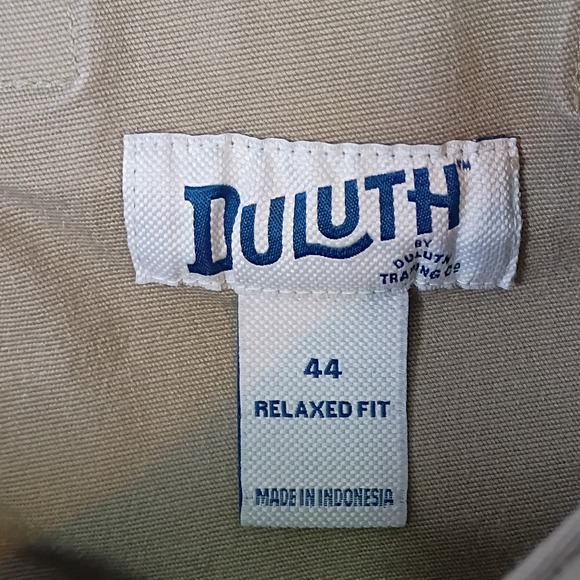 DULUTH™
BY
DULUTH
TRADING CO
44
RELAXED FIT
MADE IN INDONESIA